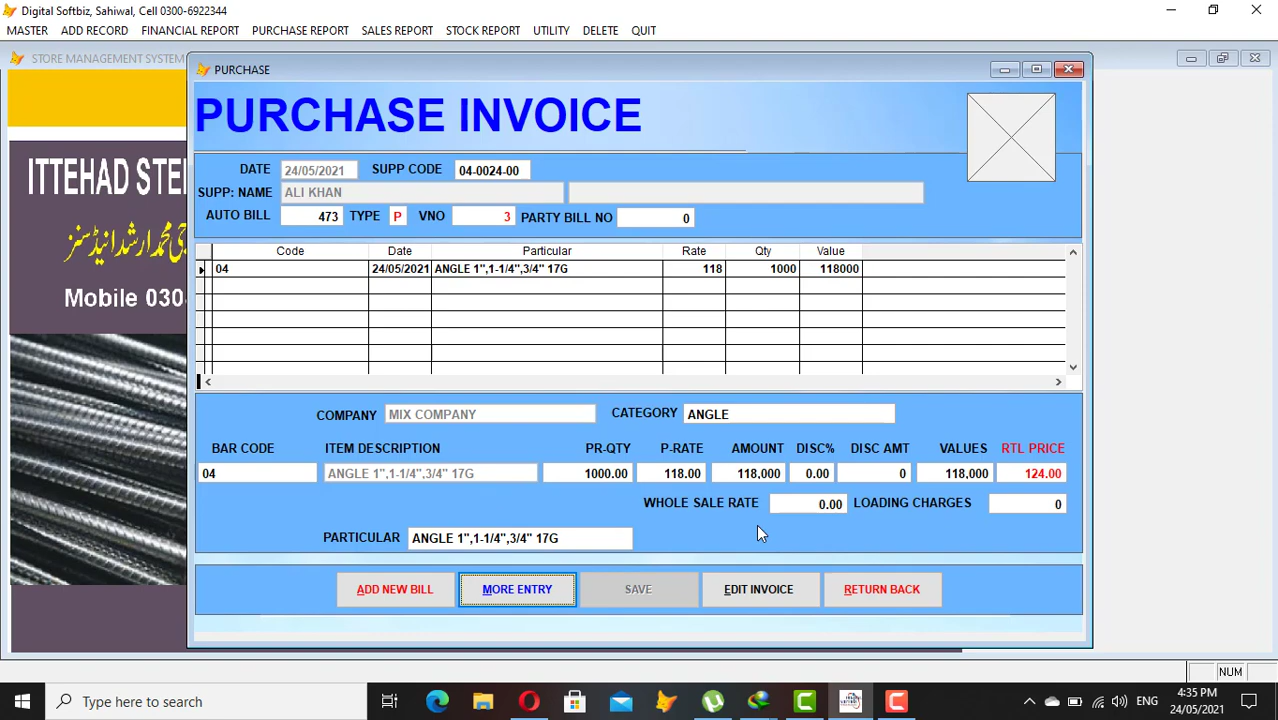 Digital Softbiz, Sahiwal, Cell 0300-6922344
MASTER ADD RECORD FINANCIAL REPORT PURCHASE REPORT SALES REPORT STOCK REPORT UTILITY DELETE QUIT
STORE MANAGEMENT SYSTEM
PURCHASE
PURCHASE INVOICE
ITTEHAD STE
Mobile 030
DATE 24/05/2021 SUPP CODE 04-0024-00
SUPP: NAME ALI KHAN
AUTO BILL 473 TYPE P VNO 3 PARTY BILL NO 0
Code Date Particular Rate Qty Value
04 24/05/2021 ANGLE 1",1-1/4",3/4" 17G 118 1000 118000
COMPANY MIX COMPANY CATEGORY ANGLE
BAR CODE ITEM DESCRIPTION PR-QTY P-RATE AMOUNT DISC% DISC AMT VALUES RTL PRICE
04 ANGLE 1",1-1/4",3/4" 17G 1000.00 118.00 118,000 0.00 0 118,000 124.00
WHOLE SALE RATE 0.00 LOADING CHARGES 0
PARTICULAR ANGLE 1",1-1/4",3/4" 17G
ADD NEW BILL MORE ENTRY SAVE EDIT INVOICE RETURN BACK
NUM
Type here to search
ENG
4:35 PM
24/05/2021